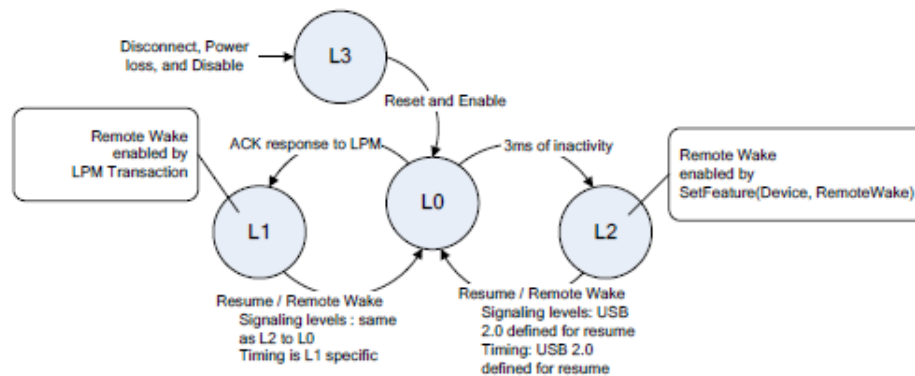 Disconnect, Power
loss, and Disable
L3
Reset and Enable
Remote Wake
enabled by
LPM Transaction
ACK response to LPM
3ms of inactivity
Remote Wake
enabled by
SetFeature(Device, RemoteWake)
L1
L0
L2
Resume / Remote Wake
Signaling levels : same
as L2 to L0
Timing is L1 specific
Resume / Remote Wake
Signaling levels: USB
2.0 defined for resume
Timing: USB 2.0
defined for resume